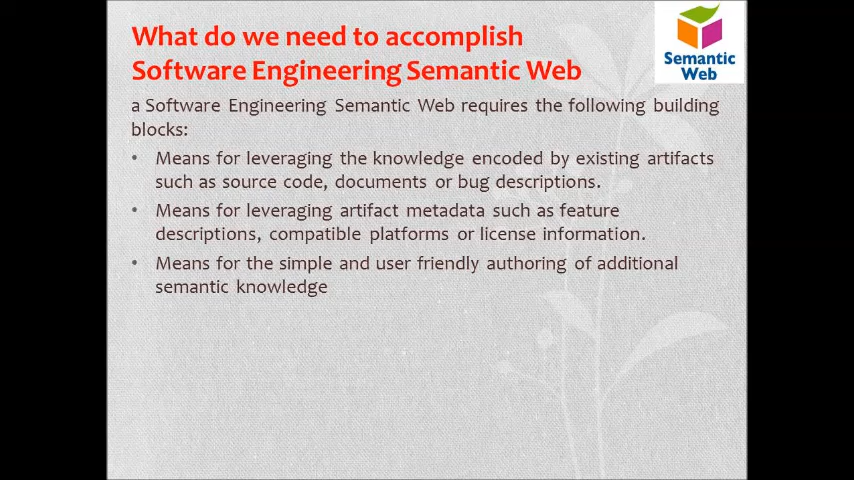 What do we need to accomplish
Software Engineering Semantic Web
Semantic
Web
a Software Engineering Semantic Web requires the following building
blocks:
• Means for leveraging the knowledge encoded by existing artifacts
such as source code, documents or bug descriptions.
• Means for leveraging artifact metadata such as feature
descriptions, compatible platforms or license information.
• Means for the simple and user friendly authoring of additional
semantic knowledge